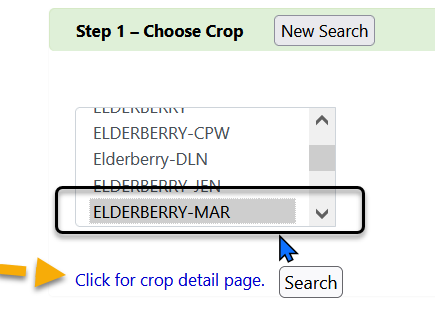 Step 1 – Choose Crop New Search
ELDERBERRY
ELDERBERRY-CPW
Elderberry-DLN
ELDERBERRY-JEN
ELDERBERRY-MAR
Click for crop detail page. Search